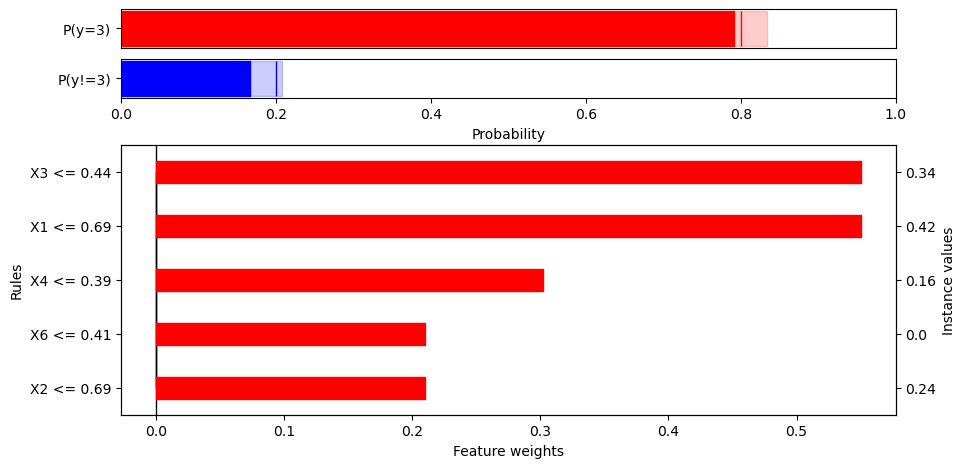 P(y=3)
P(y!=3)
0.0 0.2 0.4 0.6 0.8 1.0
Probability
X3 <= 0.44 0.34
X1 <= 0.69 0.42
X4 <= 0.39 0.16
X6 <= 0.41 0.0
X2 <= 0.69 0.24
Rules
Instance values
0.0 0.1 0.2 0.3 0.4 0.5
Feature weights